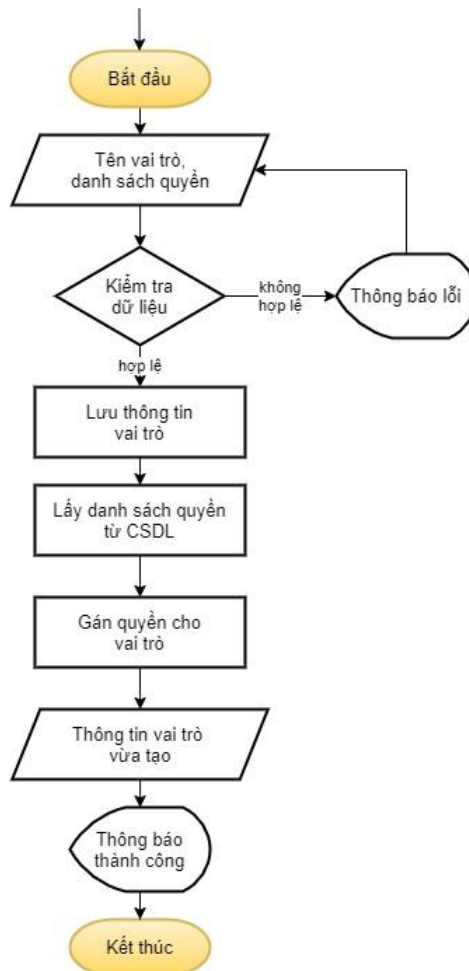 Bắt đầu
Tên vai trò,
danh sách quyền
Kiểm tra
dữ liệu
không
hợp lệ
Thông báo lỗi
hợp lệ
Lưu thông tin
vai trò
Lấy danh sách quyền
từ CSDL
Gán quyền cho
vai trò
Thông tin vai trò
vừa tạo
Thông báo
thành công
Kết thúc